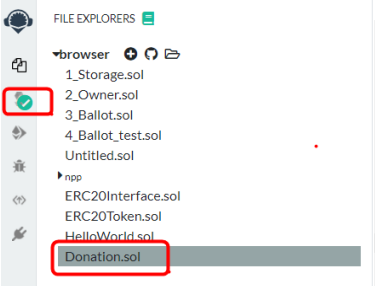 FILE EXPLORERS
browser
1_Storage.sol
2_Owner.sol
3_Ballot.sol
4_Ballot_test.sol
Untitled.sol
npp
ERC20Interface.sol
ERC20Token.sol
HelloWorld.sol
Donation.sol